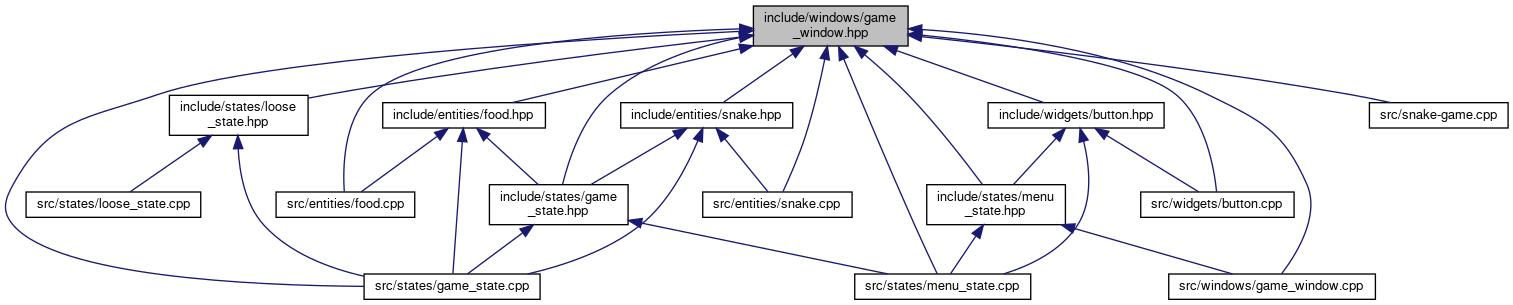 include/windows/game
_window.hpp
include/states/loose
_state.hpp
include/entities/food.hpp
include/entities/snake.hpp
include/widgets/button.hpp
src/snake-game.cpp
src/states/loose_state.cpp
src/entities/food.cpp
include/states/game
_state.hpp
src/entities/snake.cpp
include/states/menu
_state.hpp
src/widgets/button.cpp
src/states/game_state.cpp
src/states/menu_state.cpp
src/windows/game_window.cpp